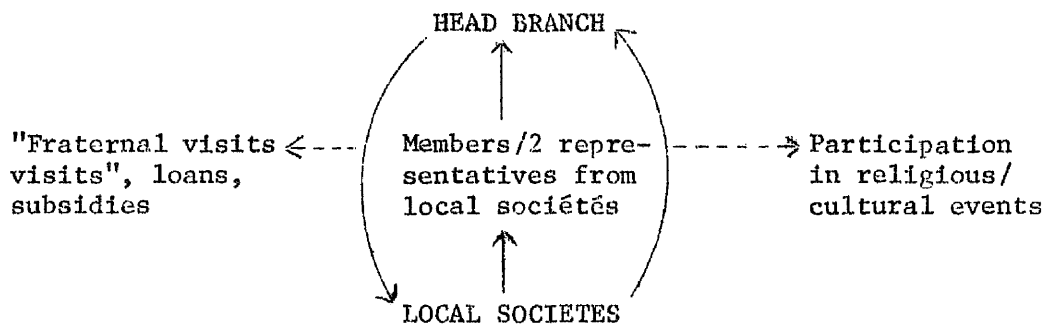 HEAD BRANCH
"Fraternal visits
visits", loans,
subsidies
Members/2 repre-
sentatives from
local sociétés
Participation
in religious/
cultural events
LOCAL SOCIETES